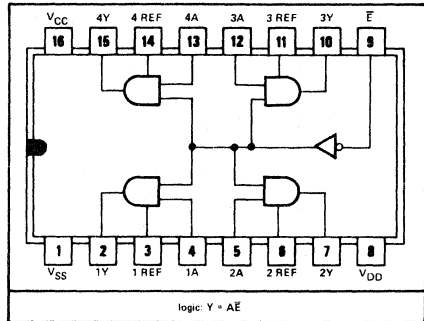 VCC 4Y 4 REF 4A 3A 3 REF 3Y E̅
16 15 14 13 12 11 10 9
1 2 3 4 5 6 7 8
VSS 1Y 1 REF 1A 2A 2 REF 2Y VDD
logic: Y = AE̅